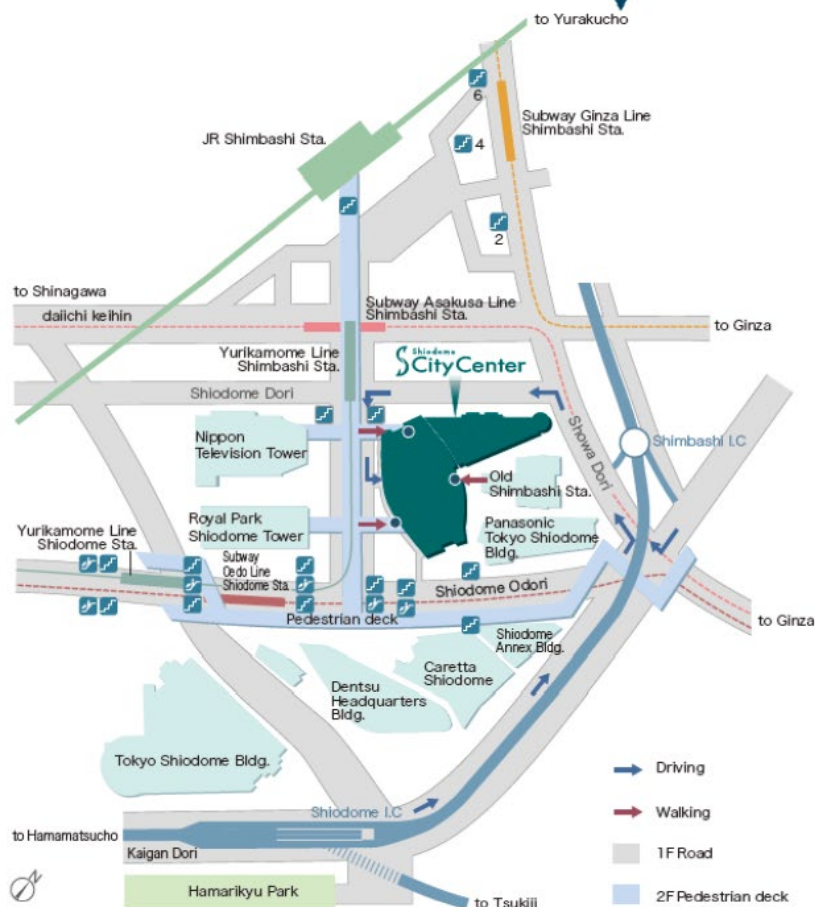 to Yurakucho
6
Subway Ginza Line
Shimbashi Sta.
JR Shimbashi Sta.
4
2
to Shinagawa
daiichi keihin
Subway Asakusa Line
Shimbashi Sta.
to Ginza
Yurikamome Line
Shimbashi Sta.
Shiodome
CityCenter
Shiodome Dori
Showa Dori
Shimbashi I.C
Nippon
Television Tower
Old
Shimbashi Sta.
Royal Park
Shiodome Tower
Panasonic
Tokyo Shiodome
Bldg.
Yurikamome Line
Shiodome Sta.
Subway
Oedo Line
Shiodome Sta.
Shiodome Odori
Pedestrian deck
to Ginza
Shiodome
Annex Bldg.
Caretta
Shiodome
Dentsu
Headquarters
Bldg.
Tokyo Shiodome Bldg.
Driving
Shiodome I.C
Walking
to Hamamatsucho
Kaigan Dori
1F Road
Hamarikyu Park
2F Pedestrian deck
to Tsukiji